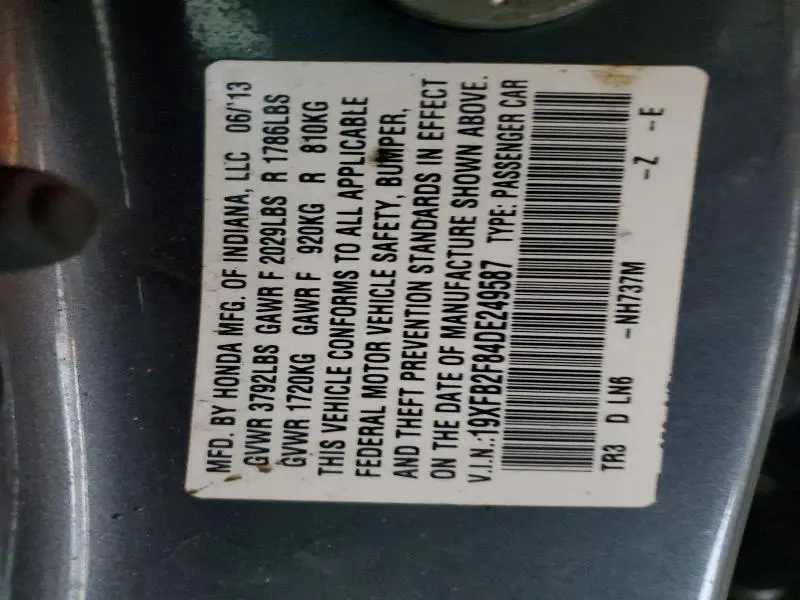 MFD. BY HONDA MFG. OF INDIANA, LLC 06/'13
GVWR 3792LBS GAWR F 2029LBS R 1786LBS
GVWR 1720KG GAWR F 920KG R 810KG
THIS VEHICLE CONFORMS TO ALL APPLICABLE
FEDERAL MOTOR VEHICLE SAFETY, BUMPER,
AND THEFT PREVENTION STANDARDS IN EFFECT
ON THE DATE OF MANUFACTURE SHOWN ABOVE.
V.I.N.:19XFB2F84DE249587 TYPE: PASSENGER CAR
TR3 D LN6 -NH737M -Z -E